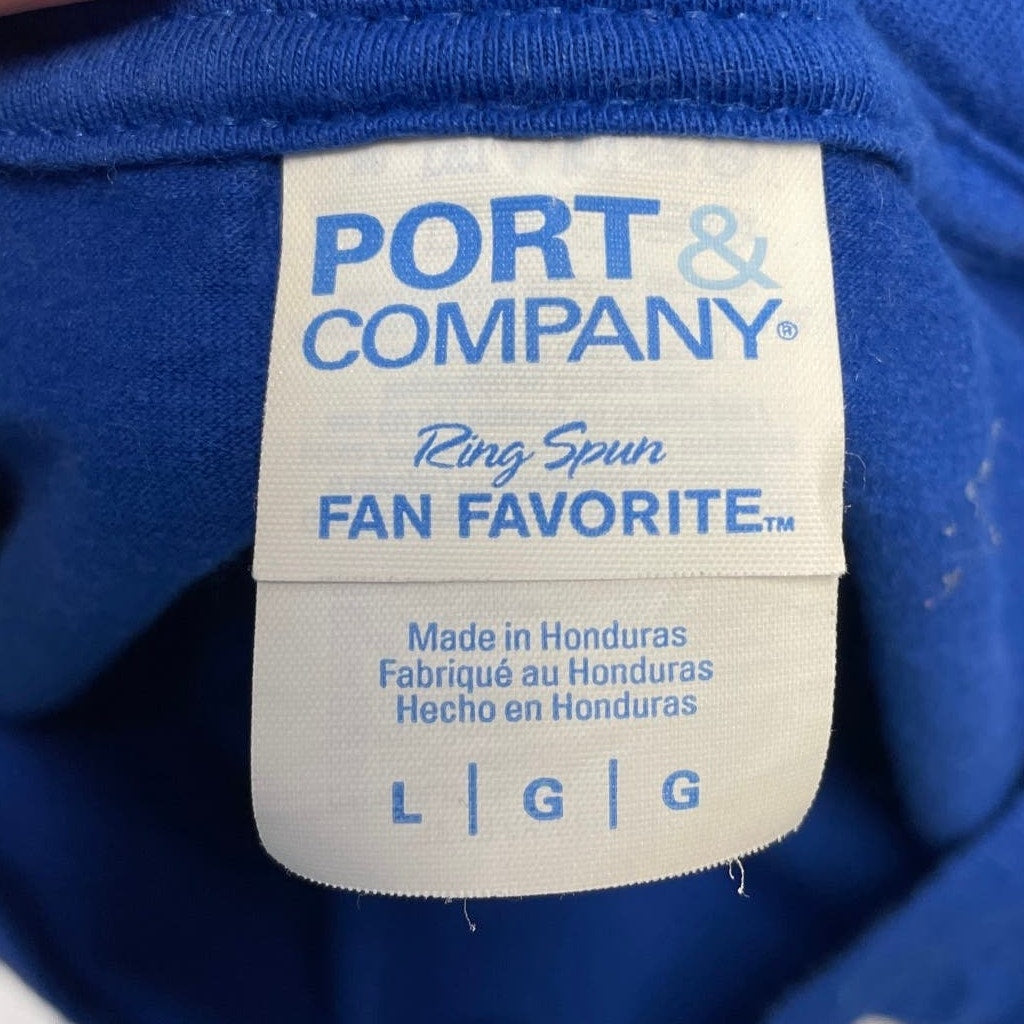 PORT &
COMPANY®
Ring Spun
FAN FAVORITE™
Made in Honduras
Fabriqué au Honduras
Hecho en Honduras
L | G | G